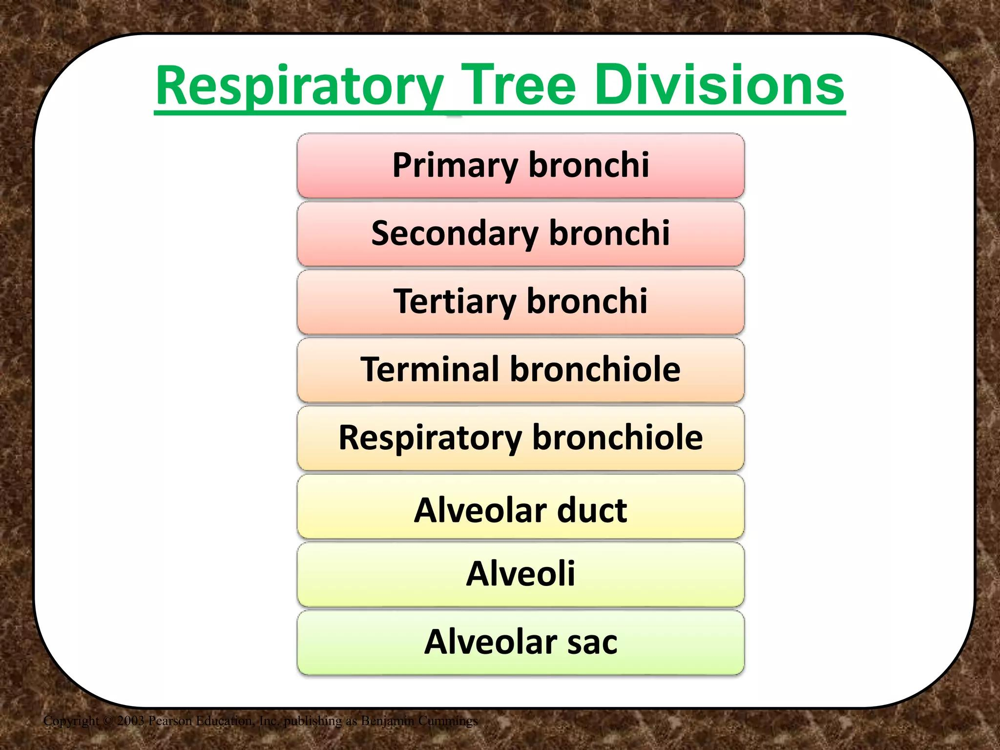 Respiratory Tree Divisions
Primary bronchi
Secondary bronchi
Tertiary bronchi
Terminal bronchiole
Respiratory bronchiole
Alveolar duct
Alveoli
Alveolar sac
Copyright © 2003 Pearson Education, Inc. publishing as Benjamin Cummings